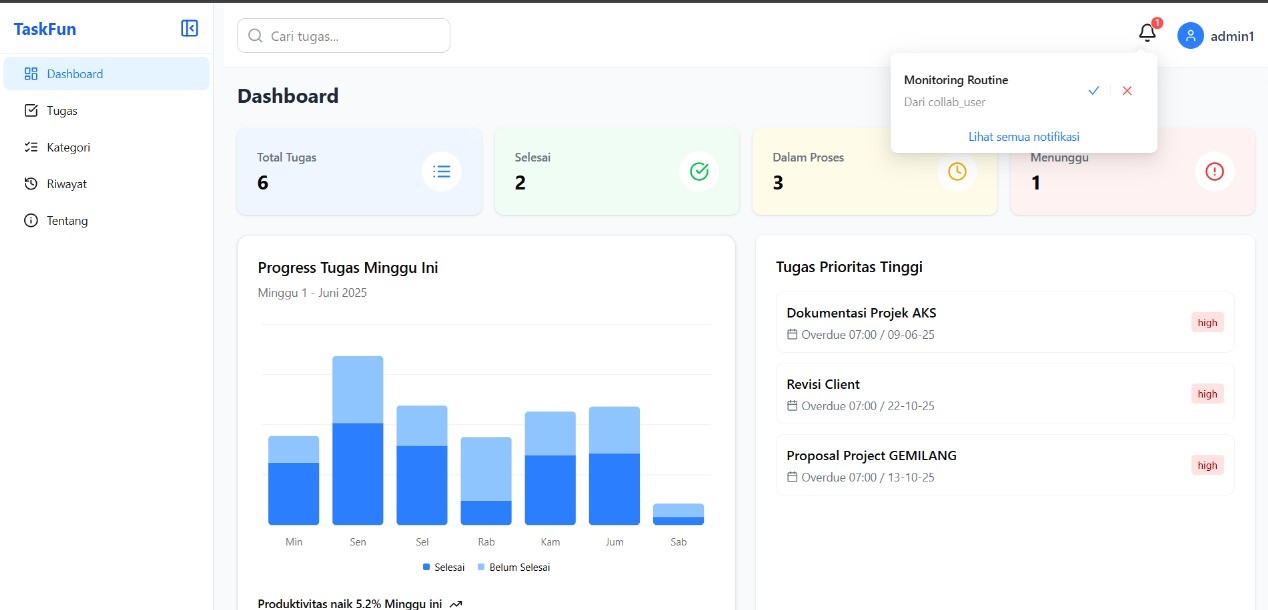 TaskFun
Dashboard
Tugas
Kategori
Riwayat
Tentang
Cari tugas...
1
admin1
Monitoring Routine
Dari collab_user
Lihat semua notifikasi
Dashboard
Total Tugas
6
Selesai
2
Dalam Proses
3
Menunggu
1
Progress Tugas Minggu Ini
Minggu 1 - Juni 2025
Min Sen Sel Rab Kam Jum Sab
Selesai Belum Selesai
Produktivitas naik 5.2% Minggu ini
Tugas Prioritas Tinggi
Dokumentasi Projek AKS
Overdue 07:00 / 09-06-25
high
Revisi Client
Overdue 07:00 / 22-10-25
high
Proposal Project GEMILANG
Overdue 07:00 / 13-10-25
high